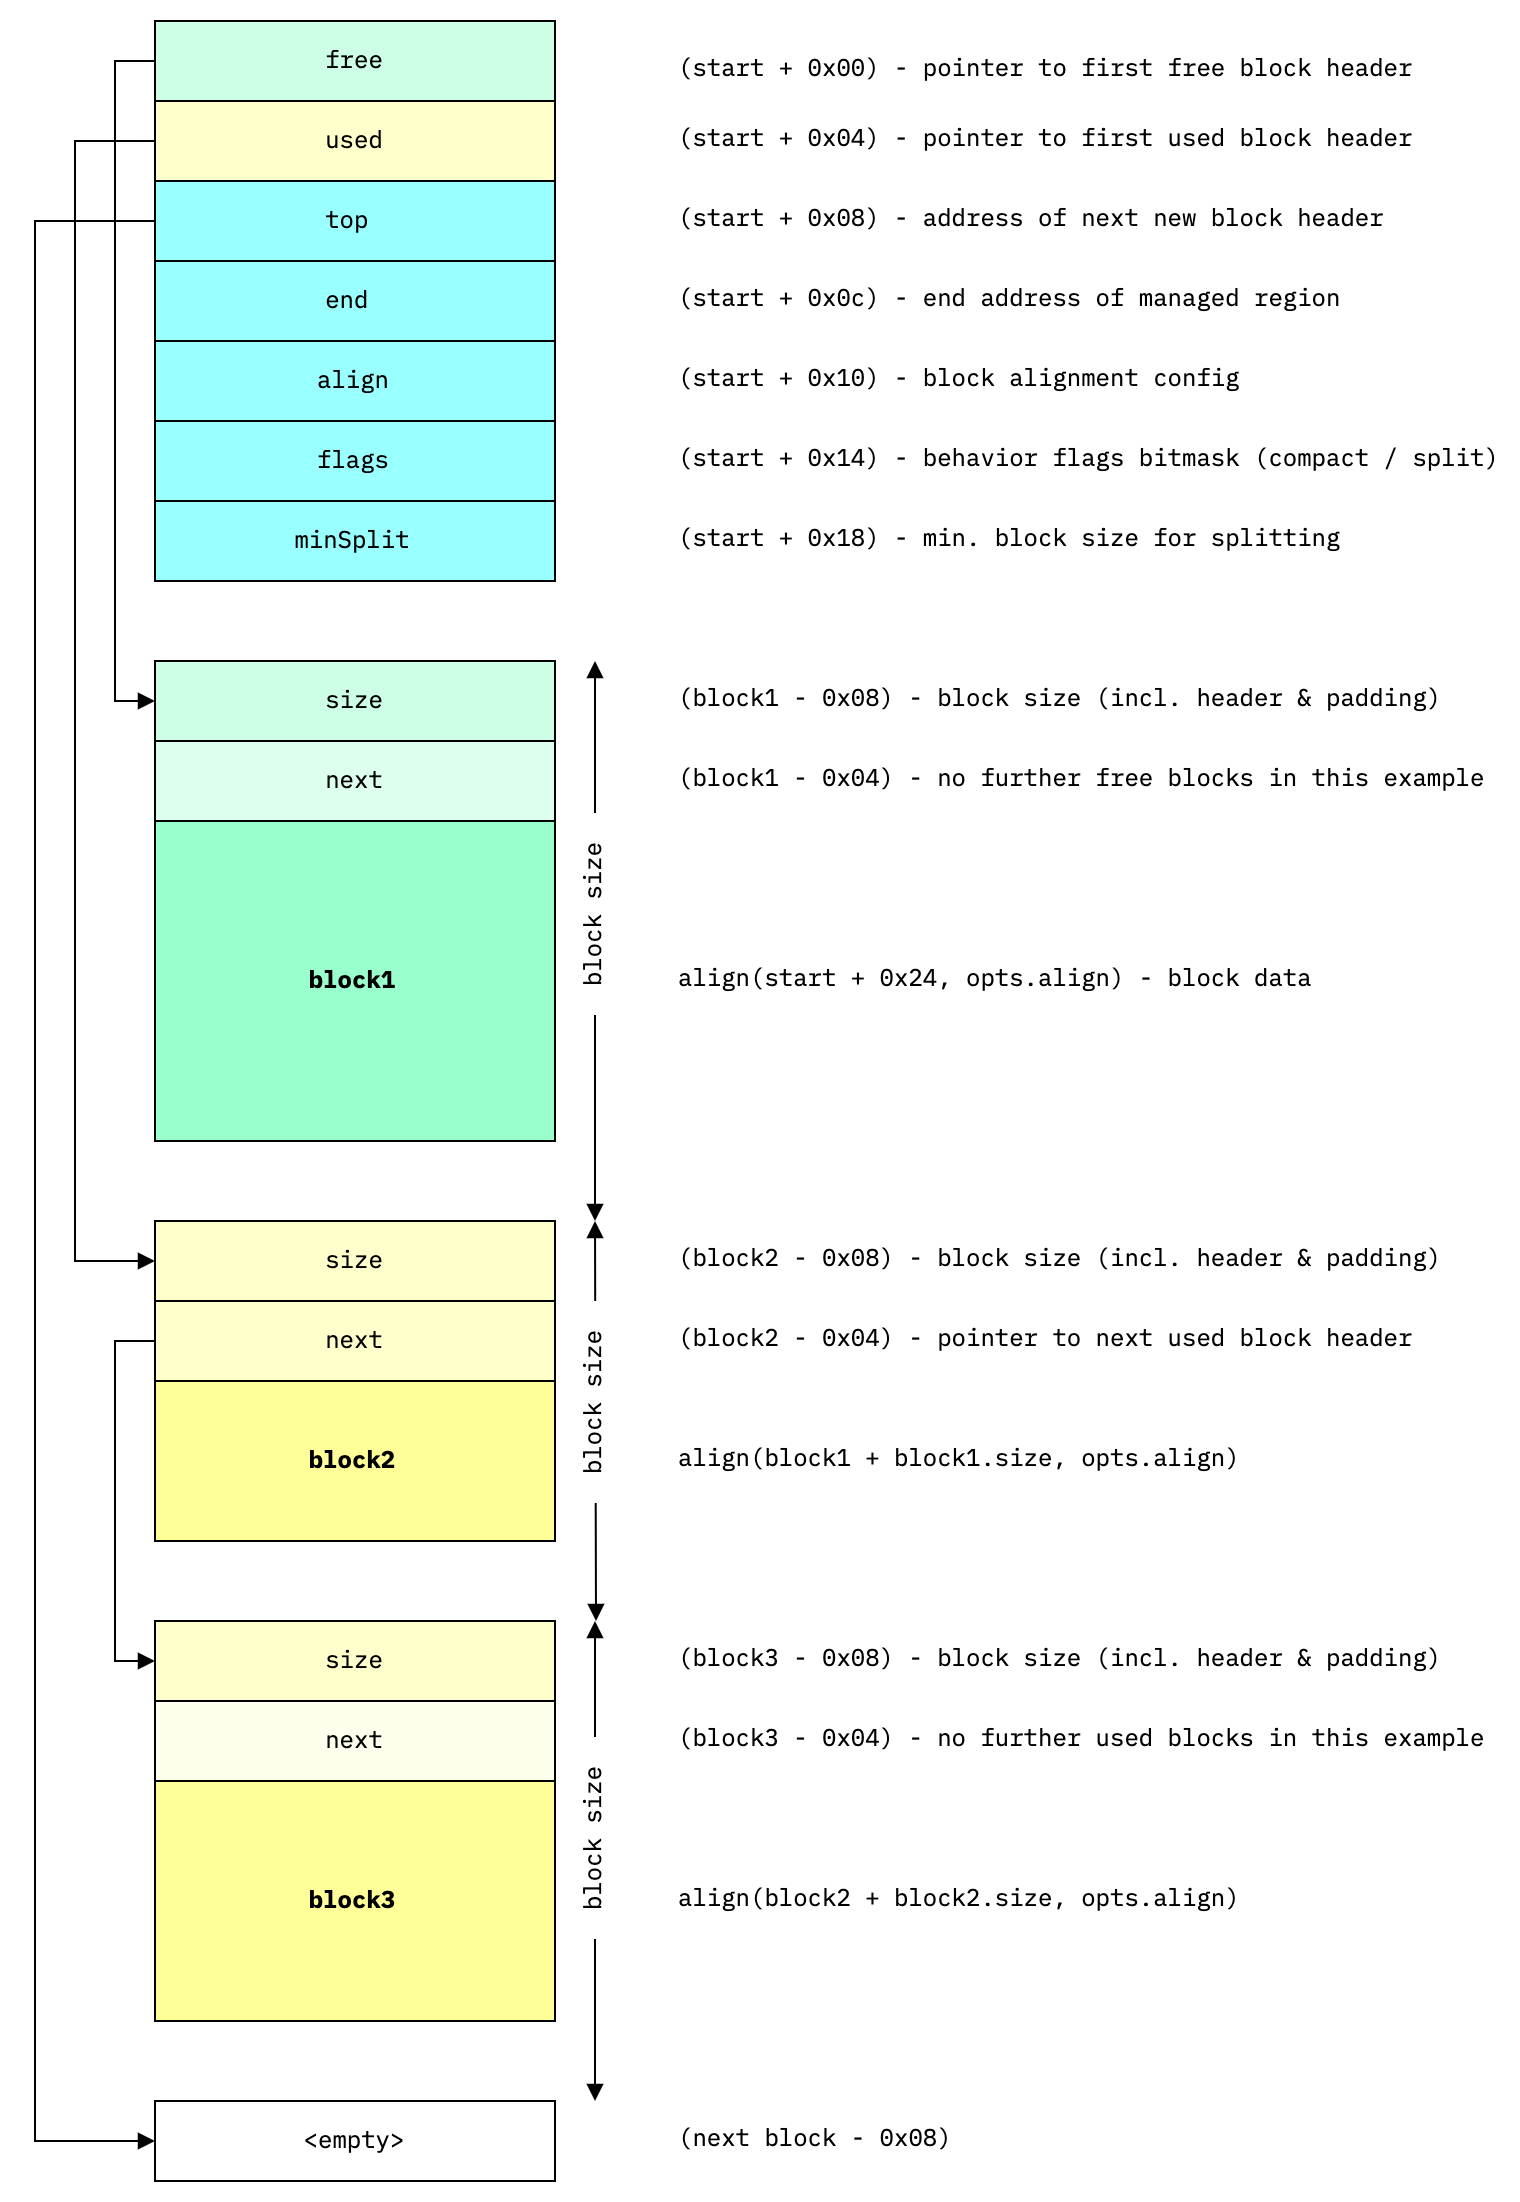 free (start + 0x00) - pointer to first free block header
used (start + 0x04) - pointer to first used block header
top (start + 0x08) - address of next new block header
end (start + 0x0c) - end address of managed region
align (start + 0x10) - block alignment config
flags (start + 0x14) - behavior flags bitmask (compact / split)
minSplit (start + 0x18) - min. block size for splitting
size (block1 - 0x08) - block size (incl. header & padding)
next (block1 - 0x04) - no further free blocks in this example
block size
block1 align(start + 0x24, opts.align) - block data
size (block2 - 0x08) - block size (incl. header & padding)
next (block2 - 0x04) - pointer to next used block header
block size
block2 align(block1 + block1.size, opts.align)
size (block3 - 0x08) - block size (incl. header & padding)
next (block3 - 0x04) - no further used blocks in this example
block size
block3 align(block2 + block2.size, opts.align)
<empty> (next block - 0x08)